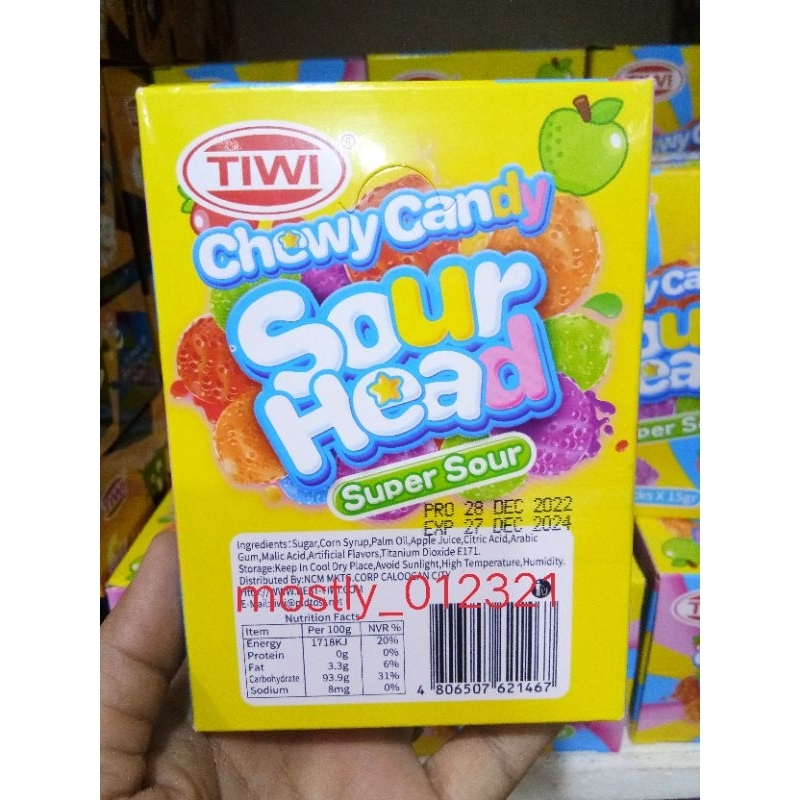 TIWI
®
Chewy Candy
Sour
Head
Super Sour
PRO 28 DEC 2022
EXP 27 DEC 2024
Ingredients:Sugar,Corn Syrup,Palm Oil,Apple Juice,Citric Acid,Arabic
Gum,Malic Acid,Artificial Flavors,Titanium Dioxide E171.
Storage:Keep In Cool Dry Place,Avoid Sunlight,High Temperature,Humidity.
Distributed By:NCM MKTG.CORP CALOOCAN CITY
mostly_012321
E-Mail:
Nutrition Facts
Item Per 100g NVR %
Energy 1718KJ 20%
Protein 0g 0%
Fat 3.3g 6%
Carbohydrate 93.9g 31%
Sodium 8mg 0%
4 806507 621467
TIWI
TIWI